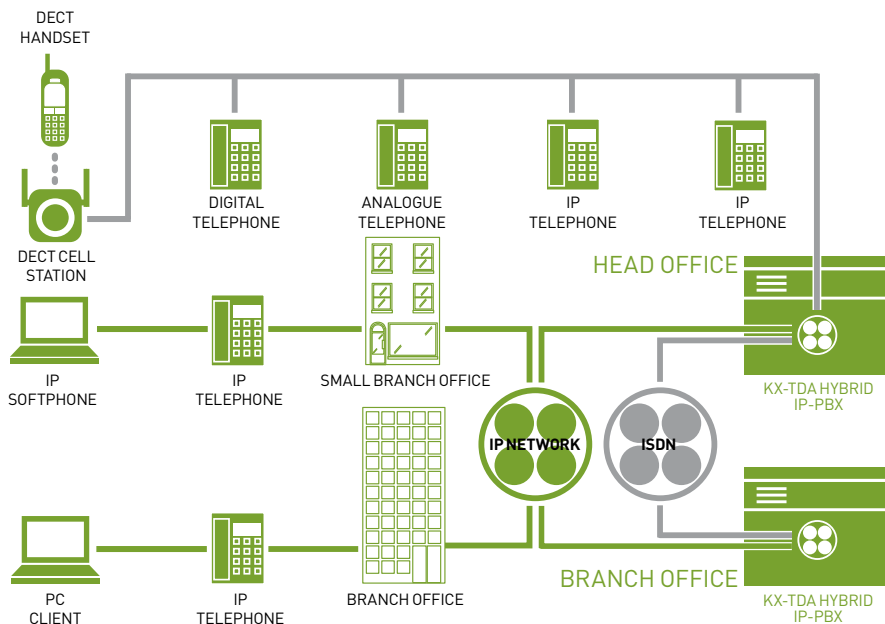 DECT
HANDSET
DIGITAL
TELEPHONE
ANALOGUE
TELEPHONE
IP
TELEPHONE
IP
TELEPHONE
DECT CELL
STATION
HEAD OFFICE
IP
SOFTPHONE
IP
TELEPHONE
SMALL BRANCH OFFICE
KX-TDA HYBRID
IP-PBX
IP NETWORK
ISDN
BRANCH OFFICE
PC
CLIENT
IP
TELEPHONE
BRANCH OFFICE
KX-TDA HYBRID
IP-PBX